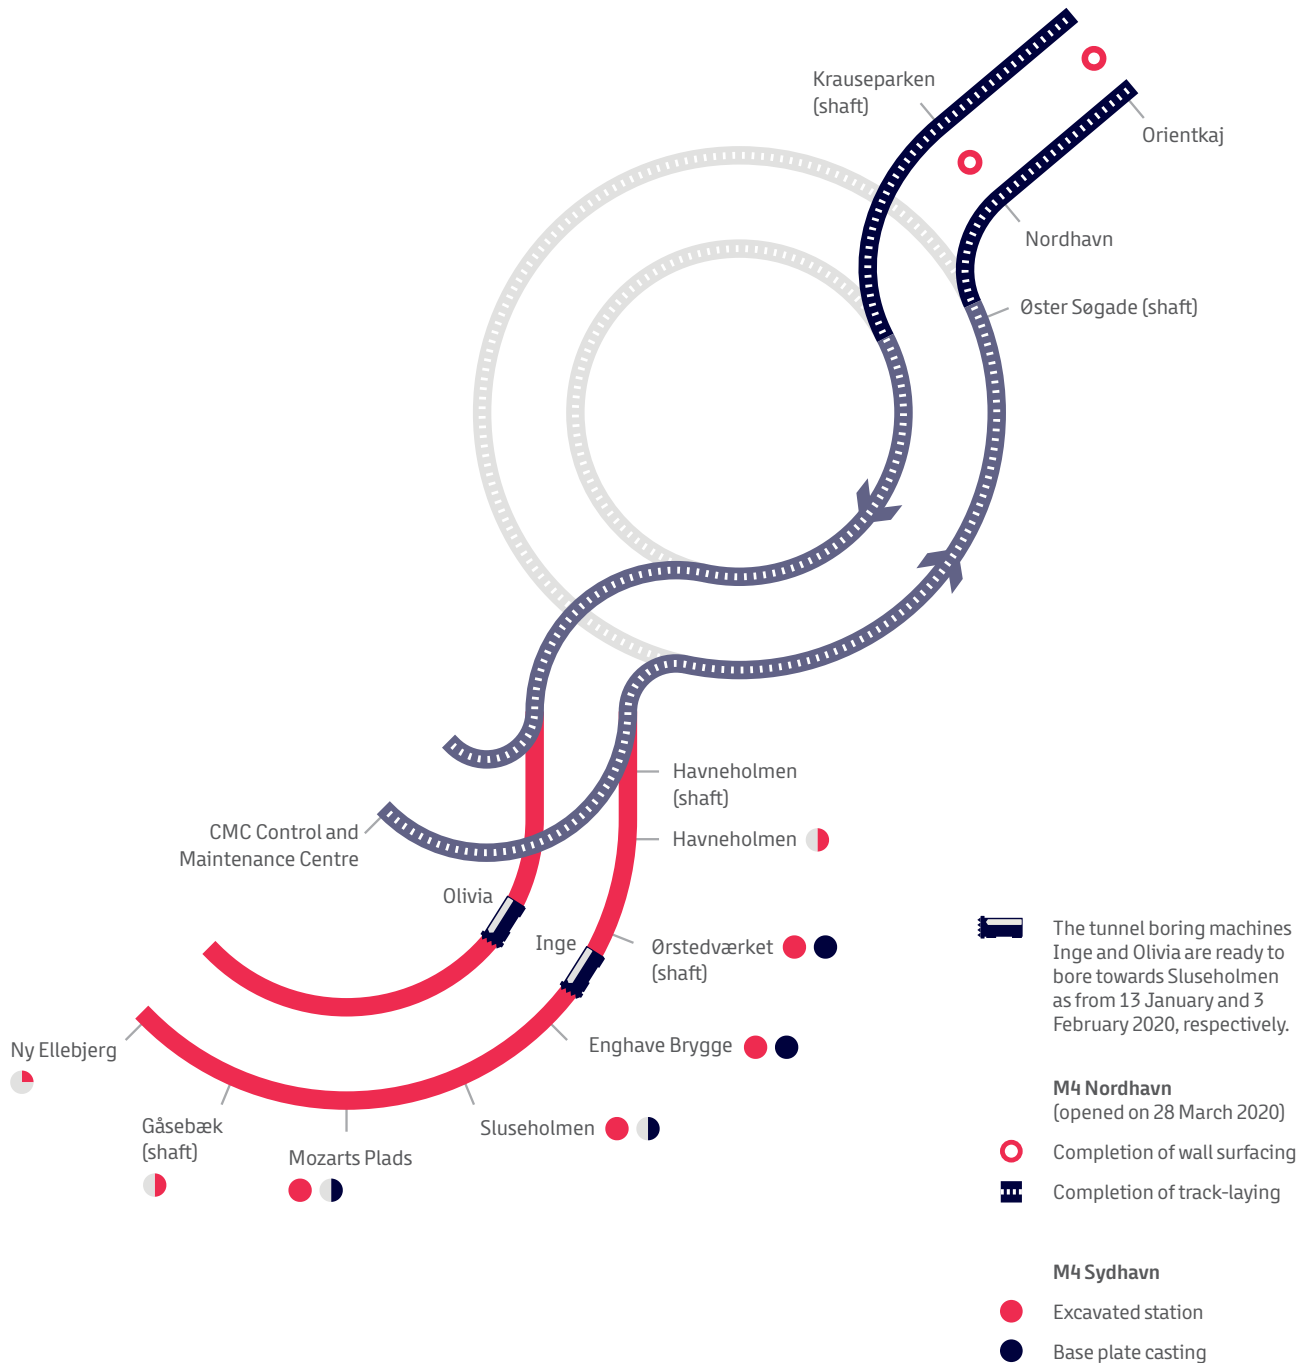 Krauseparken
(shaft)
Orientkaj
Nordhavn
Øster Søgade (shaft)
Havneholmen
(shaft)
CMC Control and
Maintenance Centre
Havneholmen
Olivia
Inge
Ørstedværket
(shaft)
Enghave Brygge
Ny Ellebjerg
Gåsebæk
(shaft)
Mozarts Plads
Sluseholmen
The tunnel boring machines
Inge and Olivia are ready to
bore towards Sluseholmen
as from 13 January and 3
February 2020, respectively.
M4 Nordhavn
(opened on 28 March 2020)
Completion of wall surfacing
Completion of track-laying
M4 Sydhavn
Excavated station
Base plate casting